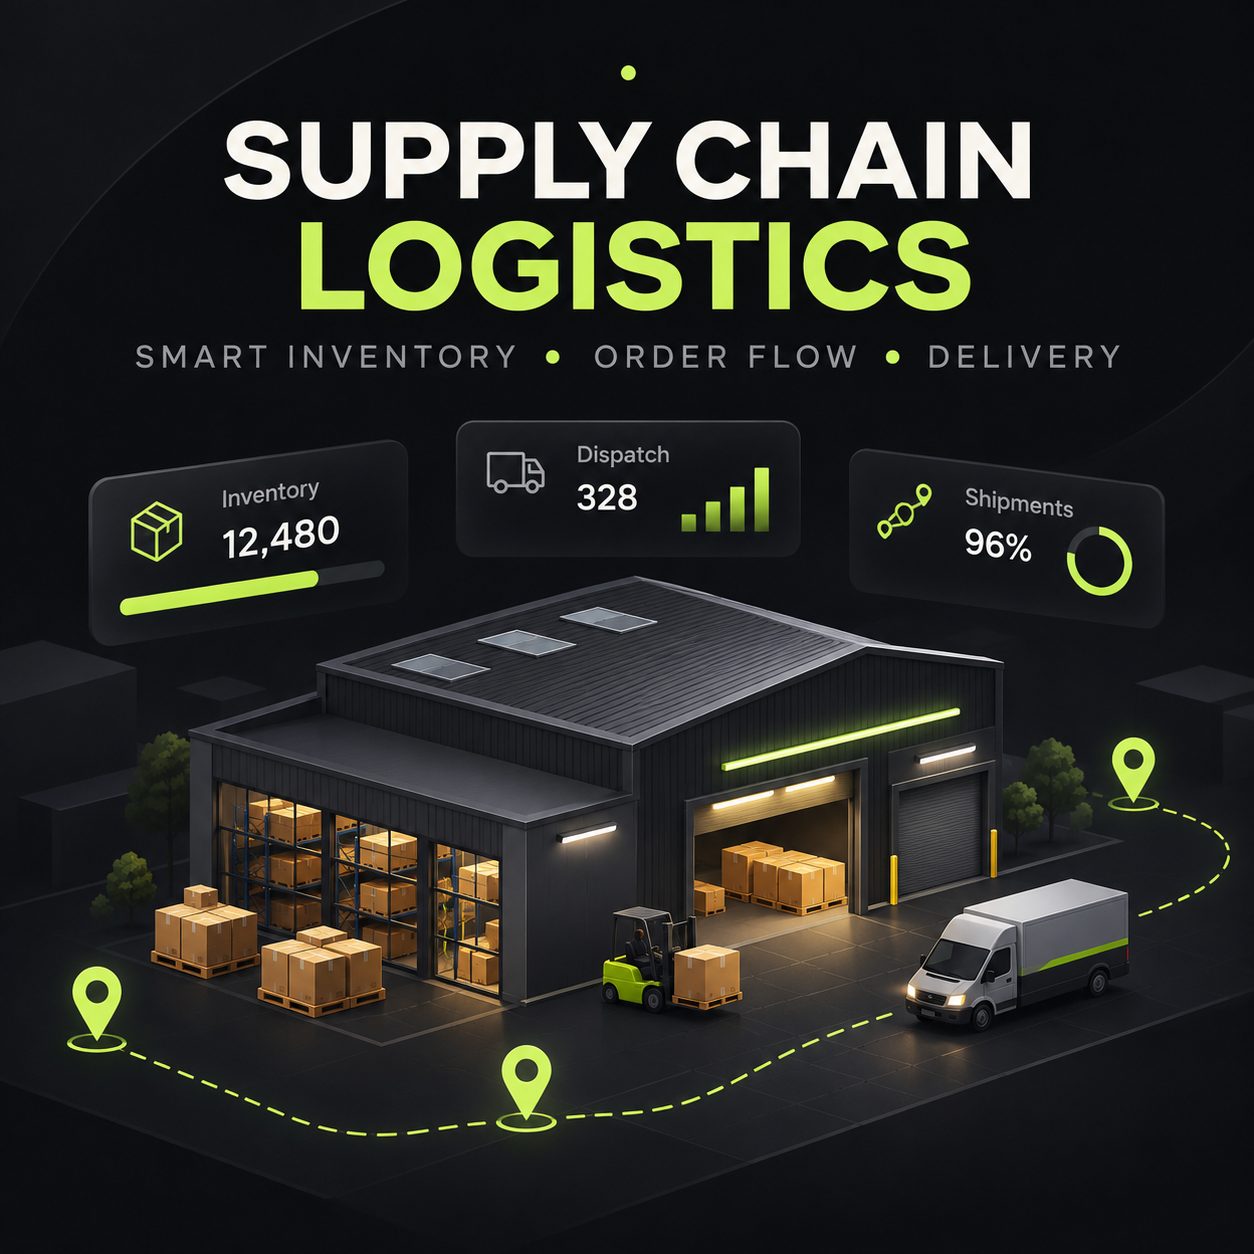 SUPPLY CHAIN
LOGISTICS
SMART INVENTORY • ORDER FLOW • DELIVERY
Inventory
12,480
Dispatch
328
Shipments
96%